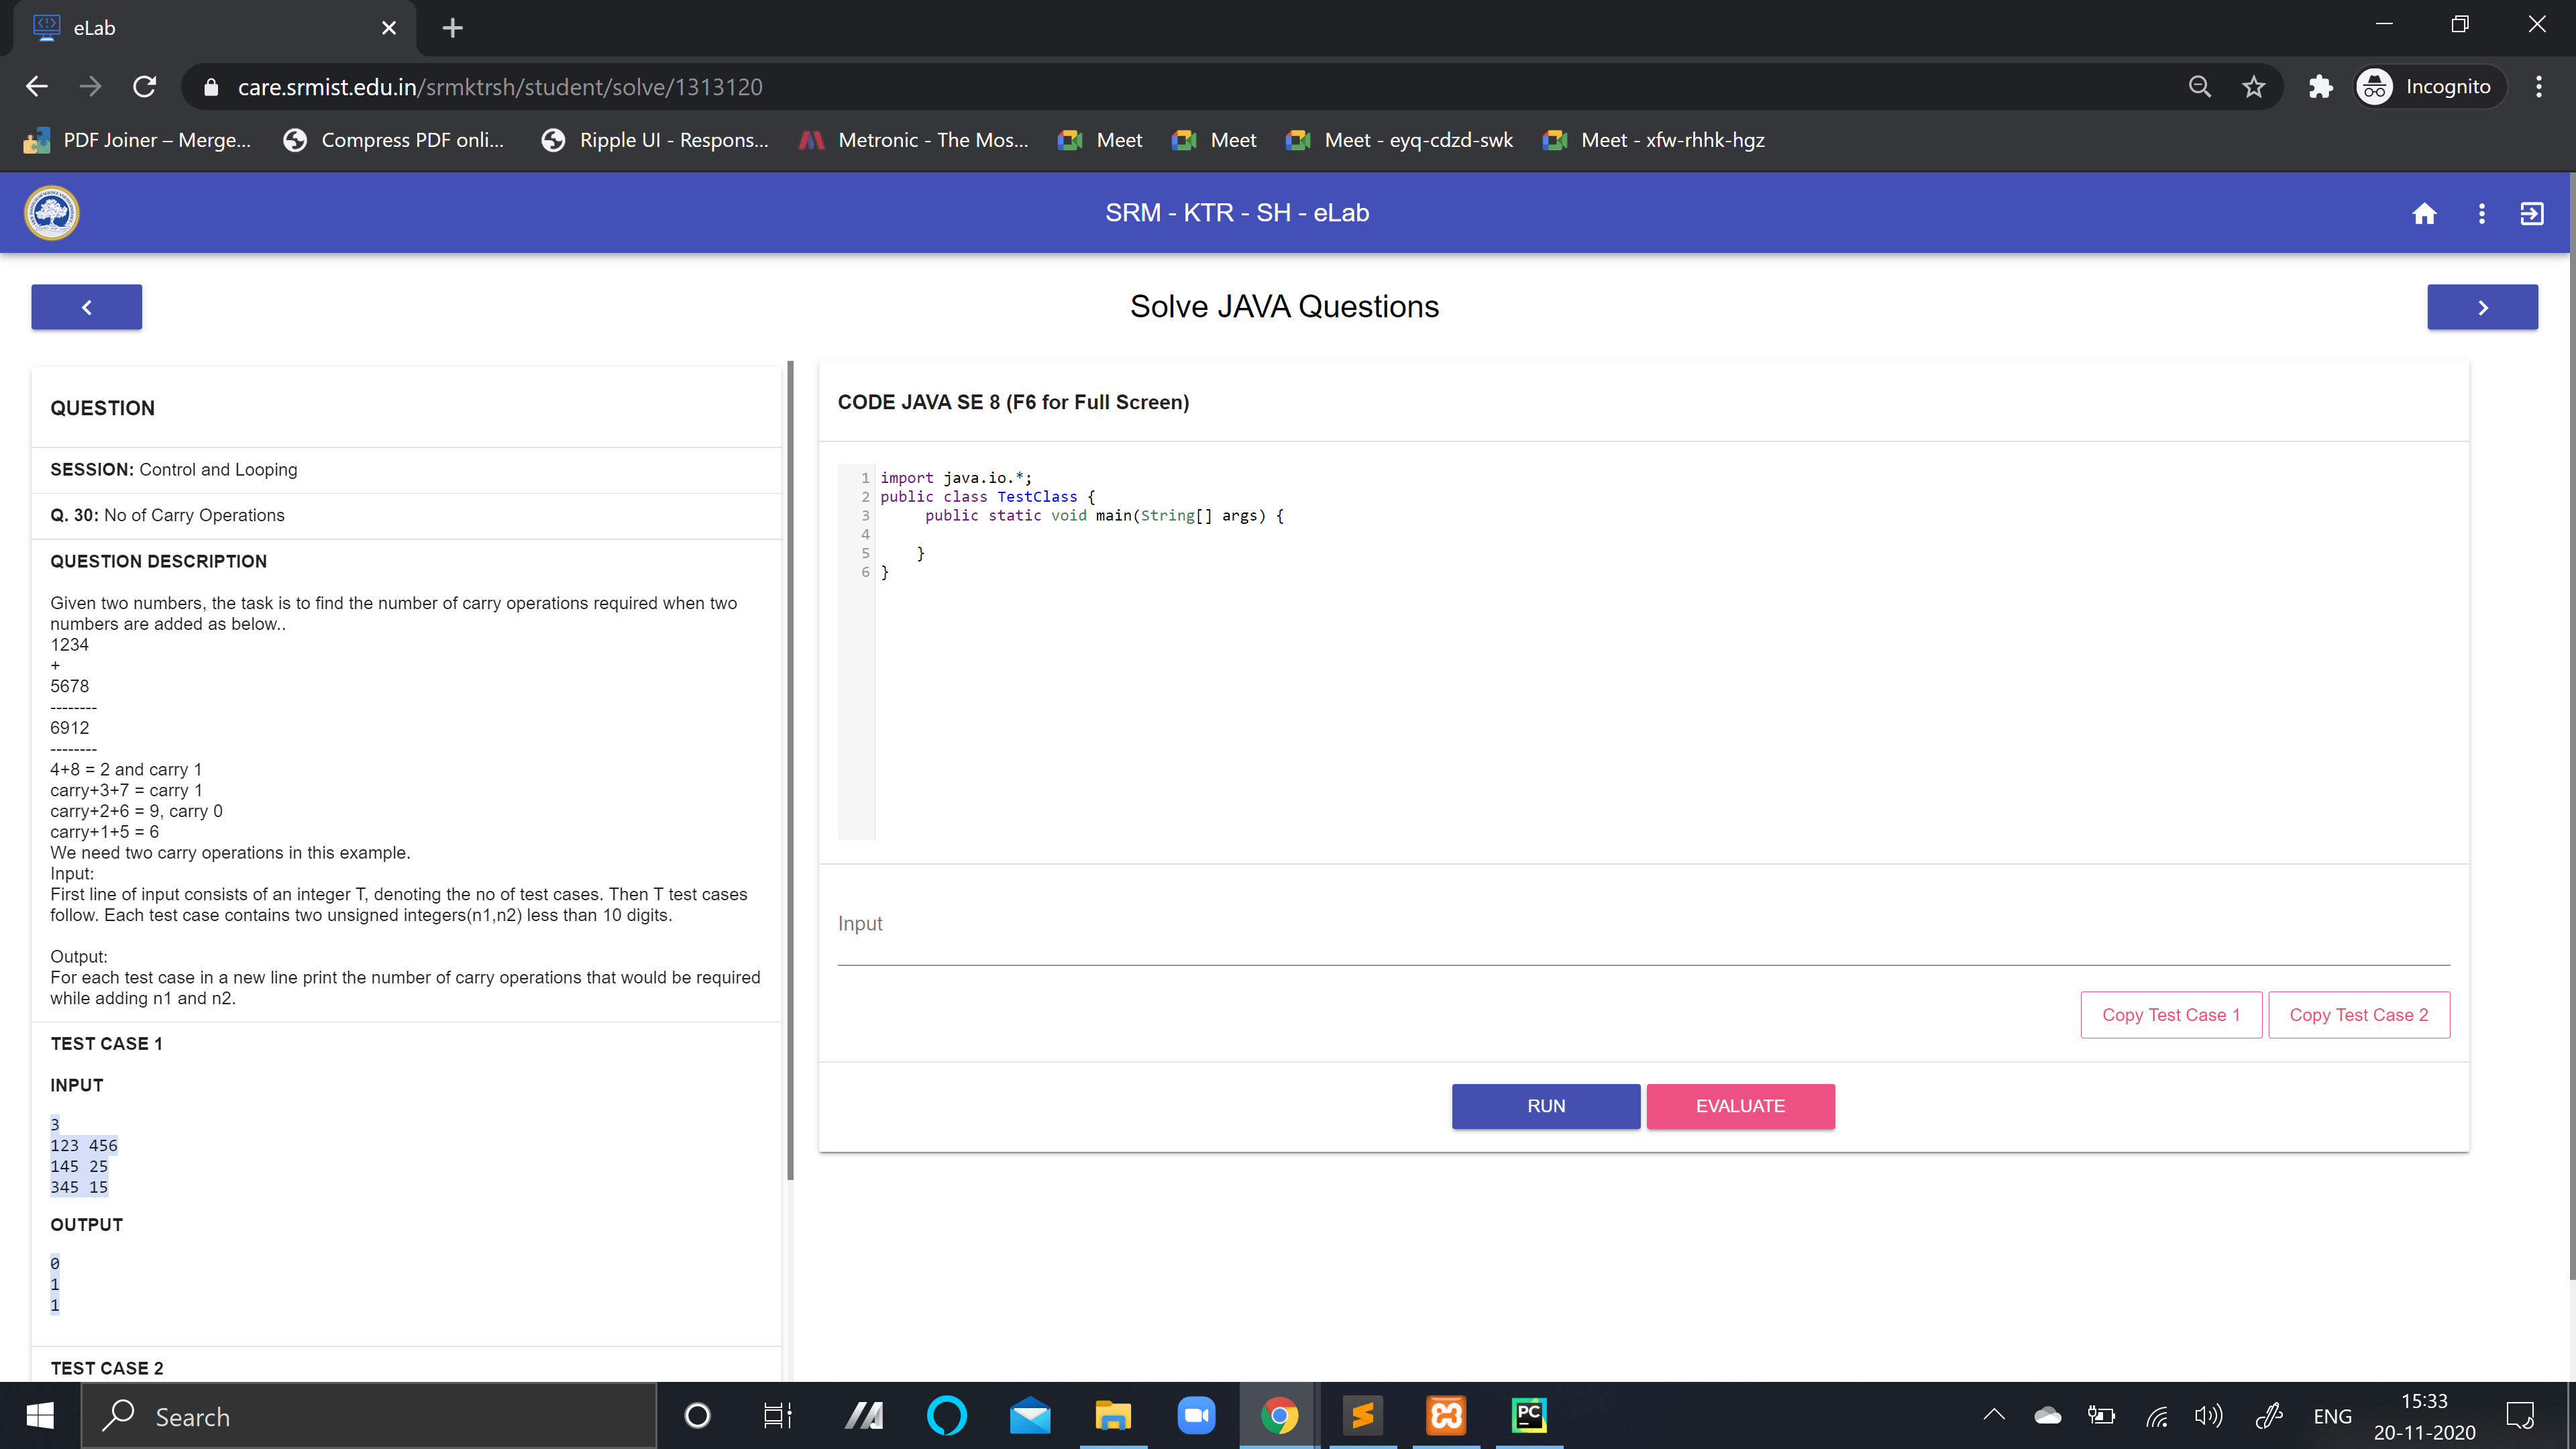 eLab
care.srmist.edu.in/srmktrsh/student/solve/1313120
Incognito
PDF Joiner – Merge...
Compress PDF onli...
Ripple UI - Respons...
Metronic - The Mos...
Meet
Meet
Meet - eyq-cdzd-swk
Meet - xfw-rhhk-hgz
SRM - KTR - SH - eLab
Solve JAVA Questions
QUESTION
SESSION: Control and Looping
Q. 30: No of Carry Operations
QUESTION DESCRIPTION
Given two numbers, the task is to find the number of carry operations required when two
numbers are added as below..
1234
+
5678
--------
6912
--------
4+8 = 2 and carry 1
carry+3+7 = carry 1
carry+2+6 = 9, carry 0
carry+1+5 = 6
We need two carry operations in this example.
Input:
First line of input consists of an integer T, denoting the no of test cases. Then T test cases
follow. Each test case contains two unsigned integers(n1,n2) less than 10 digits.
Output:
For each test case in a new line print the number of carry operations that would be required
while adding n1 and n2.
TEST CASE 1
INPUT
3
123 456
145 25
345 15
OUTPUT
0
1
1
TEST CASE 2
CODE JAVA SE 8 (F6 for Full Screen)
1 import java.io.*;
2 public class TestClass {
3 public static void main(String[] args) {
4
5 }
6 }
Input
Copy Test Case 1
Copy Test Case 2
RUN
EVALUATE
Search
PC
ENG
15:33
20-11-2020